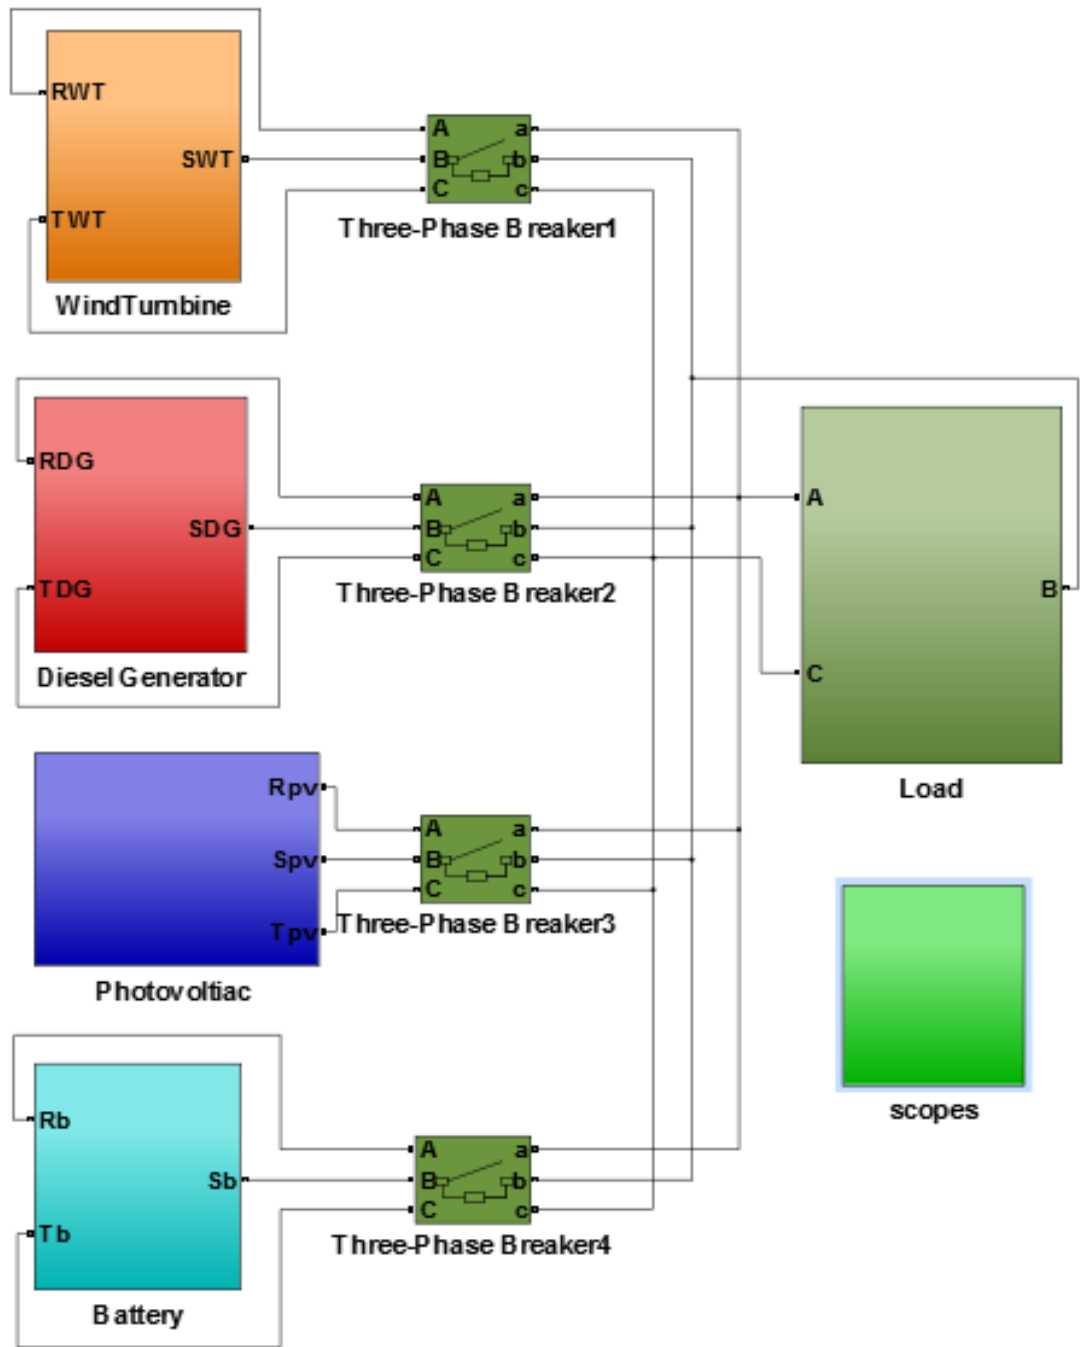 RWT
SWT
TWT
WindTurnbine
A a
B b
C c
Three-Phase Breaker1
RDG
SDG
TDG
Diesel Generator
A a
B b
C c
Three-Phase Breaker2
A
B
C
Load
Rpv
Spv
Tpv
Photovoltiac
A a
B b
C c
Three-Phase Breaker3
scopes
Rb
Sb
Tb
Battery
A a
B b
C c
Three-Phase Breaker4